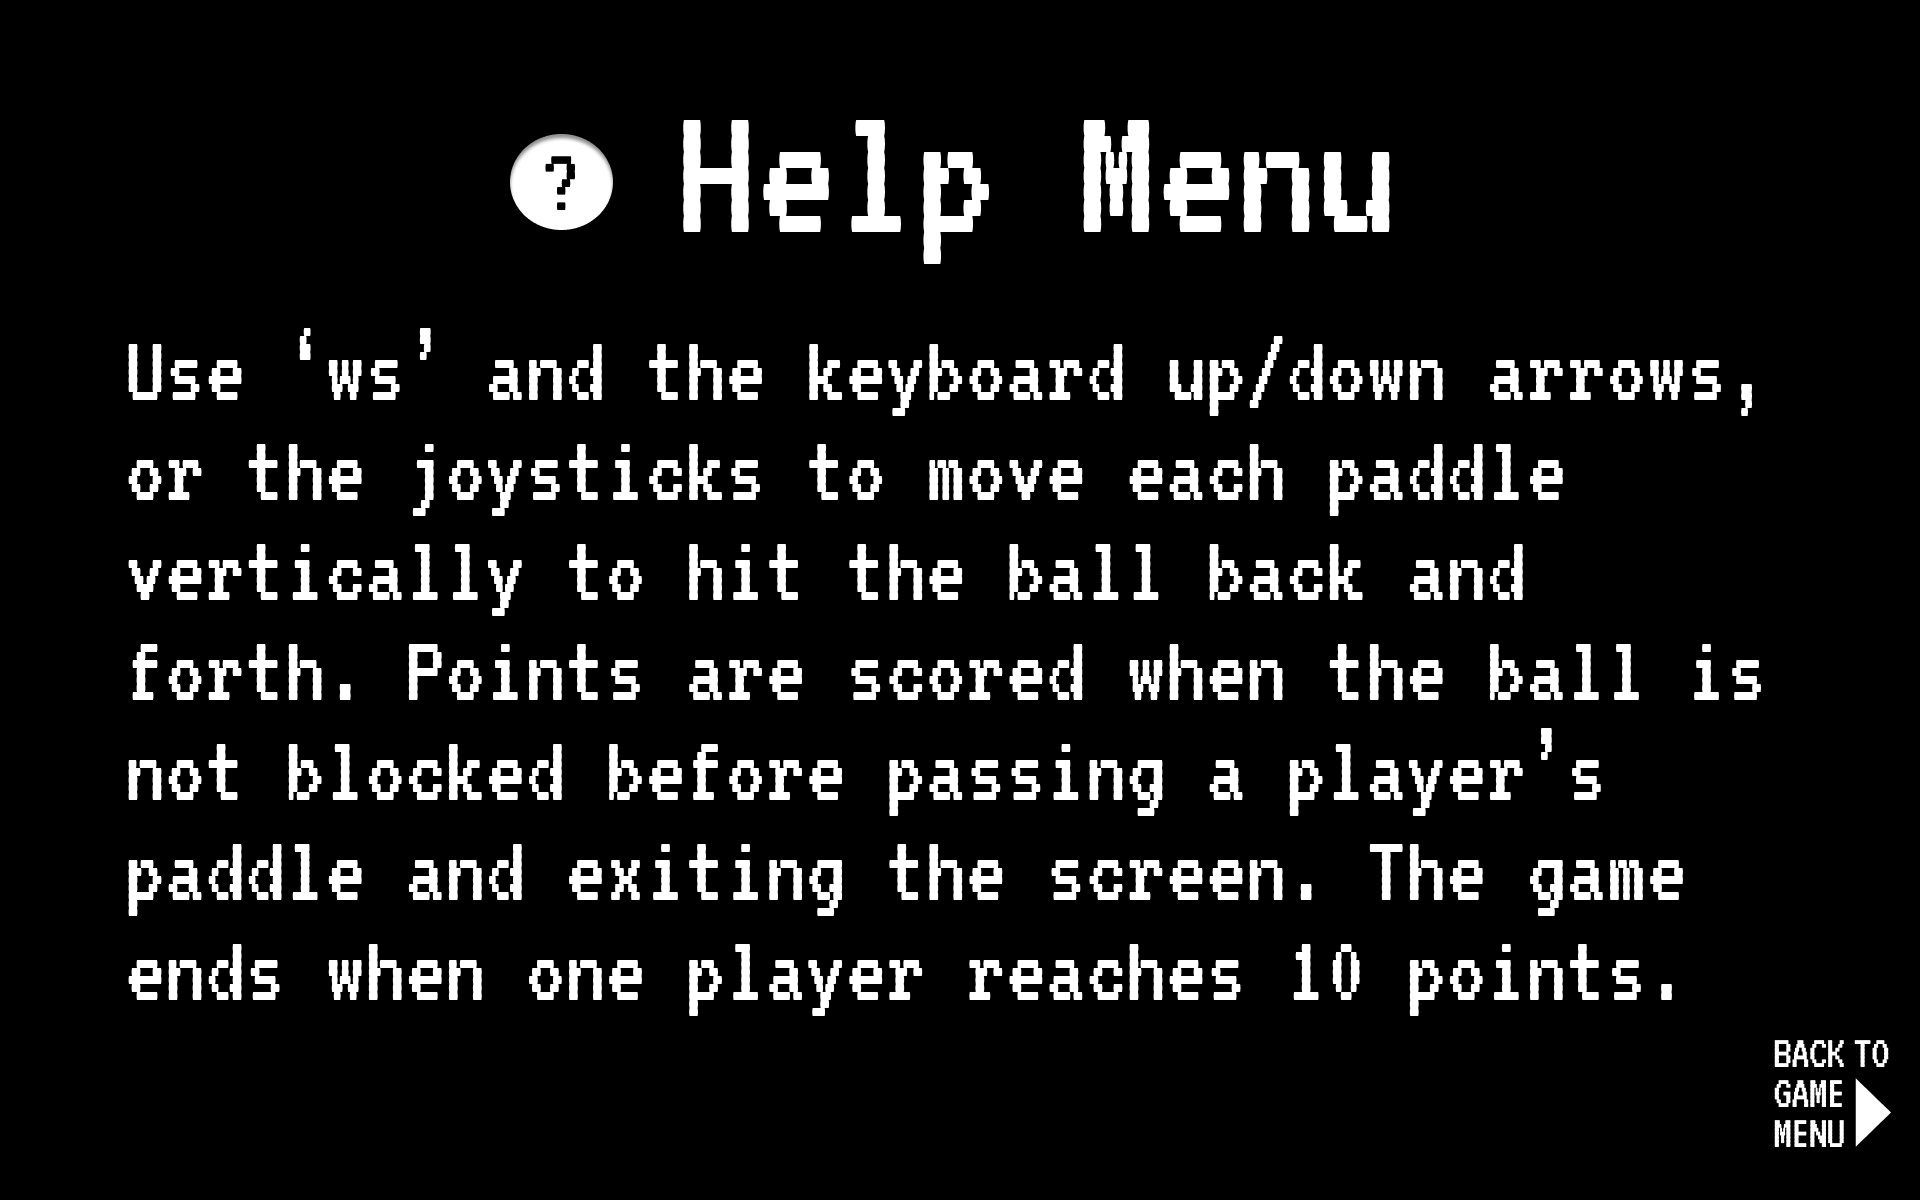 ? Help Menu
Use ‘ws’ and the keyboard up/down arrows,
or the joysticks to move each paddle
vertically to hit the ball back and
forth. Points are scored when the ball is
not blocked before passing a player’s
paddle and exiting the screen. The game
ends when one player reaches 10 points.
BACK TO
GAME
MENU